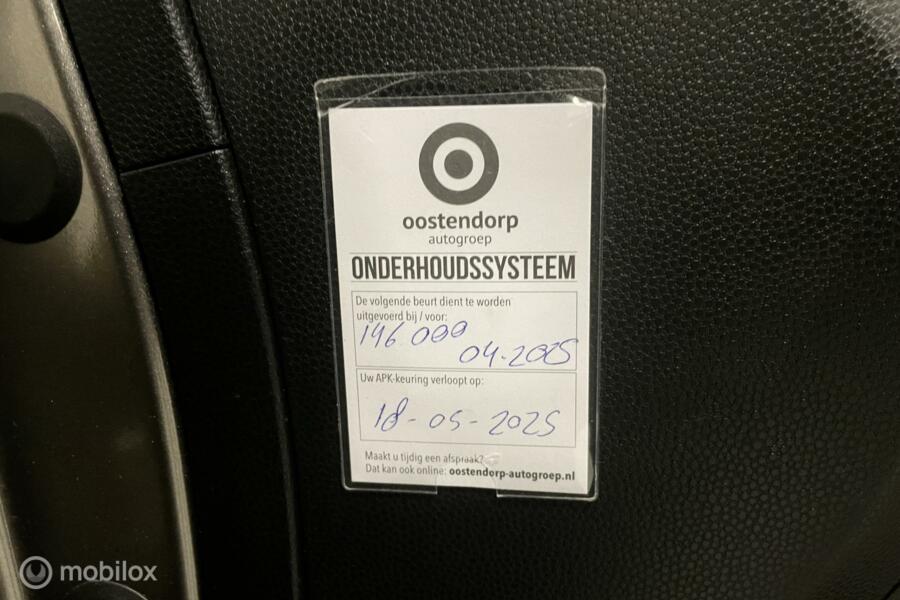 oostendorp
autogroep
ONDERHOUDSSYSTEEM
De volgende beurt dient te worden
uitgevoerd bij / voor:
146.000
04-2025
Uw APK-keuring verloopt op:
18-05-2025
Maakt u tijdig een afspraak?
Dat kan ook online: oostendorp-autogroep.nl
mobilox